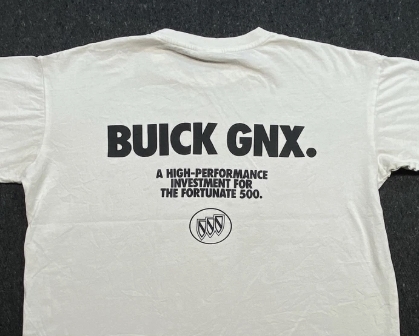 BUICK GNX.
A HIGH-PERFORMANCE
INVESTMENT FOR
THE FORTUNATE 500.